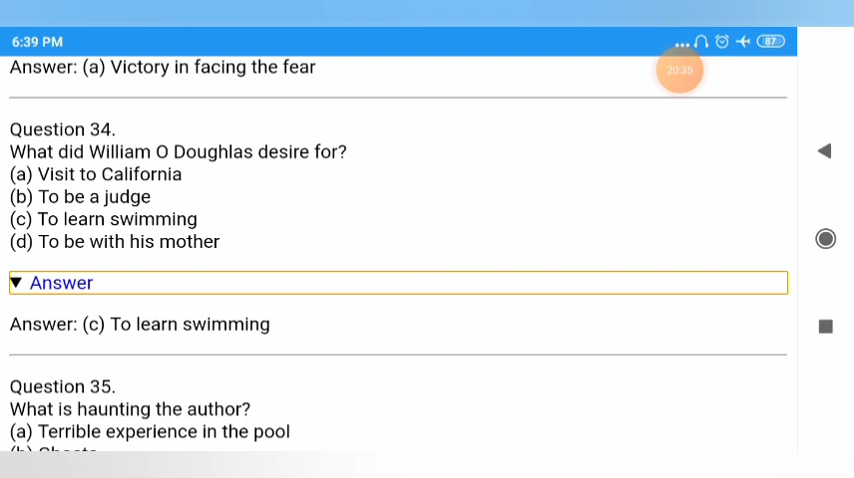 6:39 PM
87
Answer: (a) Victory in facing the fear
20:35
Question 34.
What did William O Doughlas desire for?
(a) Visit to California
(b) To be a judge
(c) To learn swimming
(d) To be with his mother
▼ Answer
Answer: (c) To learn swimming
Question 35.
What is haunting the author?
(a) Terrible experience in the pool